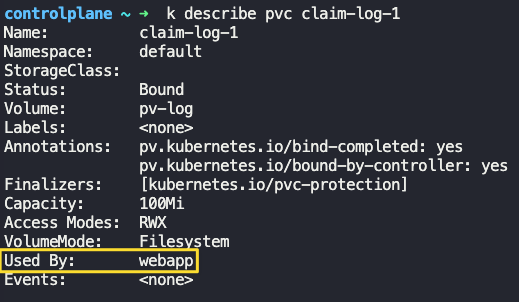 controlplane ~ ➜  k describe pvc claim-log-1
Name:          claim-log-1
Namespace:     default
StorageClass:
Status:        Bound
Volume:        pv-log
Labels:        <none>
Annotations:   pv.kubernetes.io/bind-completed: yes
               pv.kubernetes.io/bound-by-controller: yes
Finalizers:    [kubernetes.io/pvc-protection]
Capacity:      100Mi
Access Modes:  RWX
VolumeMode:    Filesystem
Used By:       webapp
Events:        <none>